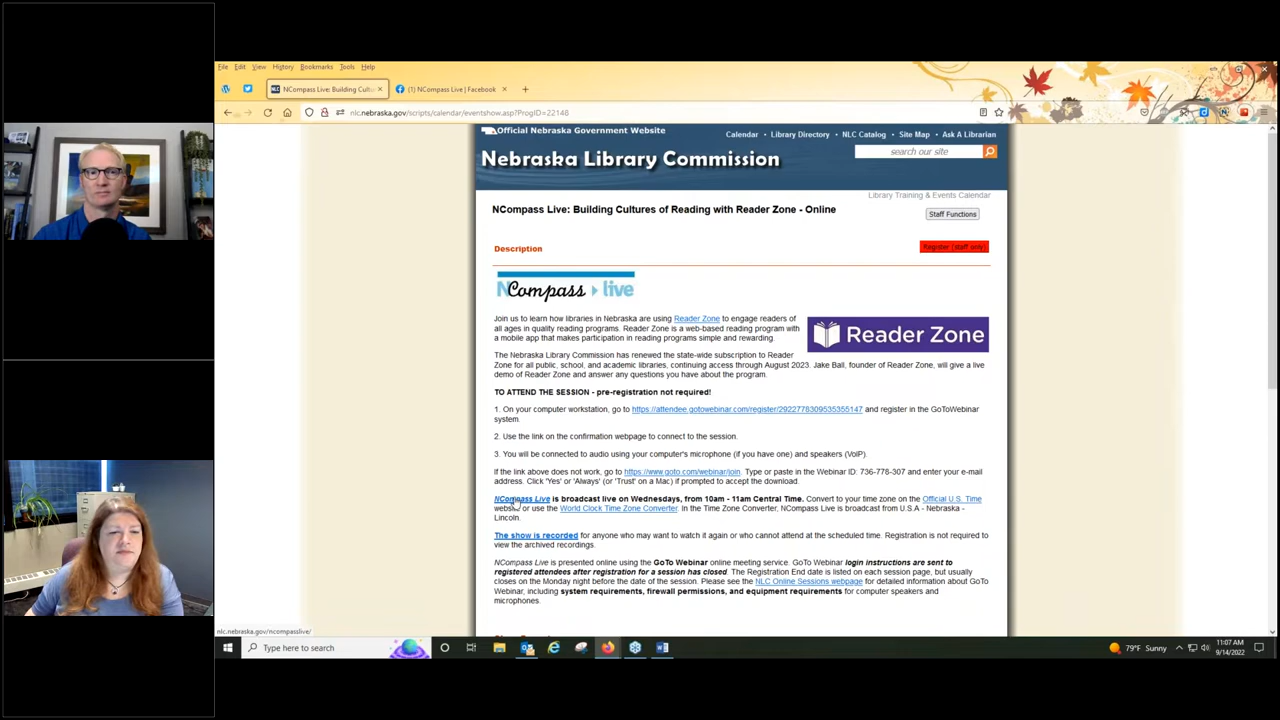 File Edit View History Bookmarks Tools Help
NLC NCompass Live: Building Cultu
(1) NCompass Live | Facebook
nlc.nebraska.gov/scripts/calendar/eventshow.asp?ProgID=22148
Official Nebraska Government Website
Calendar • Library Directory • NLC Catalog • Site Map • Ask A Librarian
Nebraska Library Commission
search our site
Library Training & Events Calendar
NCompass Live: Building Cultures of Reading with Reader Zone - Online
Staff Functions
Description
Register (staff only)
NCompass live
Join us to learn how libraries in Nebraska are using Reader Zone to engage readers of
all ages in quality reading programs. Reader Zone is a web-based reading program with
a mobile app that makes participation in reading programs simple and rewarding.
Reader Zone
The Nebraska Library Commission has renewed the state-wide subscription to Reader
Zone for all public, school, and academic libraries, continuing access through August 2023. Jake Ball, founder of Reader Zone, will give a live
demo of Reader Zone and answer any questions you have about the program.
TO ATTEND THE SESSION - pre-registration not required!
1. On your computer workstation, go to https://attendee.gotowebinar.com/register/2922778309535355147 and register in the GoToWebinar
system.
2. Use the link on the confirmation webpage to connect to the session.
3. You will be connected to audio using your computer's microphone (if you have one) and speakers (VoIP).
If the link above does not work, go to https://www.goto.com/webinar/join. Type or paste in the Webinar ID: 736-778-307 and enter your e-mail
address. Click 'Yes' or 'Always' (or 'Trust' on a Mac) if prompted to accept the download.
NCompass Live is broadcast live on Wednesdays, from 10am - 11am Central Time. Convert to your time zone on the Official U.S. Time
website or use the World Clock Time Zone Converter. In the Time Zone Converter, NCompass Live is broadcast from U.S.A - Nebraska -
Lincoln.
The show is recorded for anyone who may want to watch it again or who cannot attend at the scheduled time. Registration is not required to
view the archived recordings.
NCompass Live is presented online using the GoTo Webinar online meeting service. GoTo Webinar login instructions are sent to
registered attendees after registration for a session has closed. The Registration End date is listed on each session page, but usually
closes on the Monday night before the date of the session. Please see the NLC Online Sessions webpage for detailed information about GoTo
Webinar, including system requirements, firewall permissions, and equipment requirements for computer speakers and
microphones.
nlc.nebraska.gov/ncompasslive/
Type here to search
79°F Sunny
11:07 AM
9/14/2022